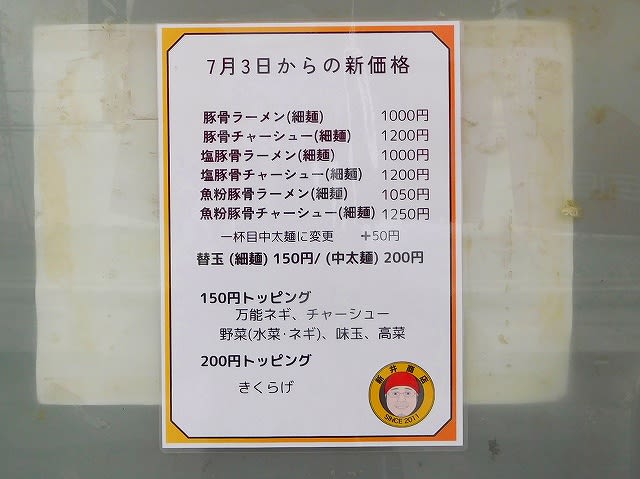 7月3日からの新価格
豚骨ラーメン(細麺) 1000円
豚骨チャーシュー(細麺) 1200円
塩豚骨ラーメン(細麺) 1000円
塩豚骨チャーシュー(細麺) 1200円
魚粉豚骨ラーメン(細麺) 1050円
魚粉豚骨チャーシュー(細麺) 1250円
一杯目中太麺に変更 +50円
替玉 (細麺) 150円/ (中太麺) 200円
150円トッピング
万能ネギ、チャーシュー
野菜(水菜·ネギ)、味玉、高菜
200円トッピング
きくらげ
新井商店
SINCE 2011